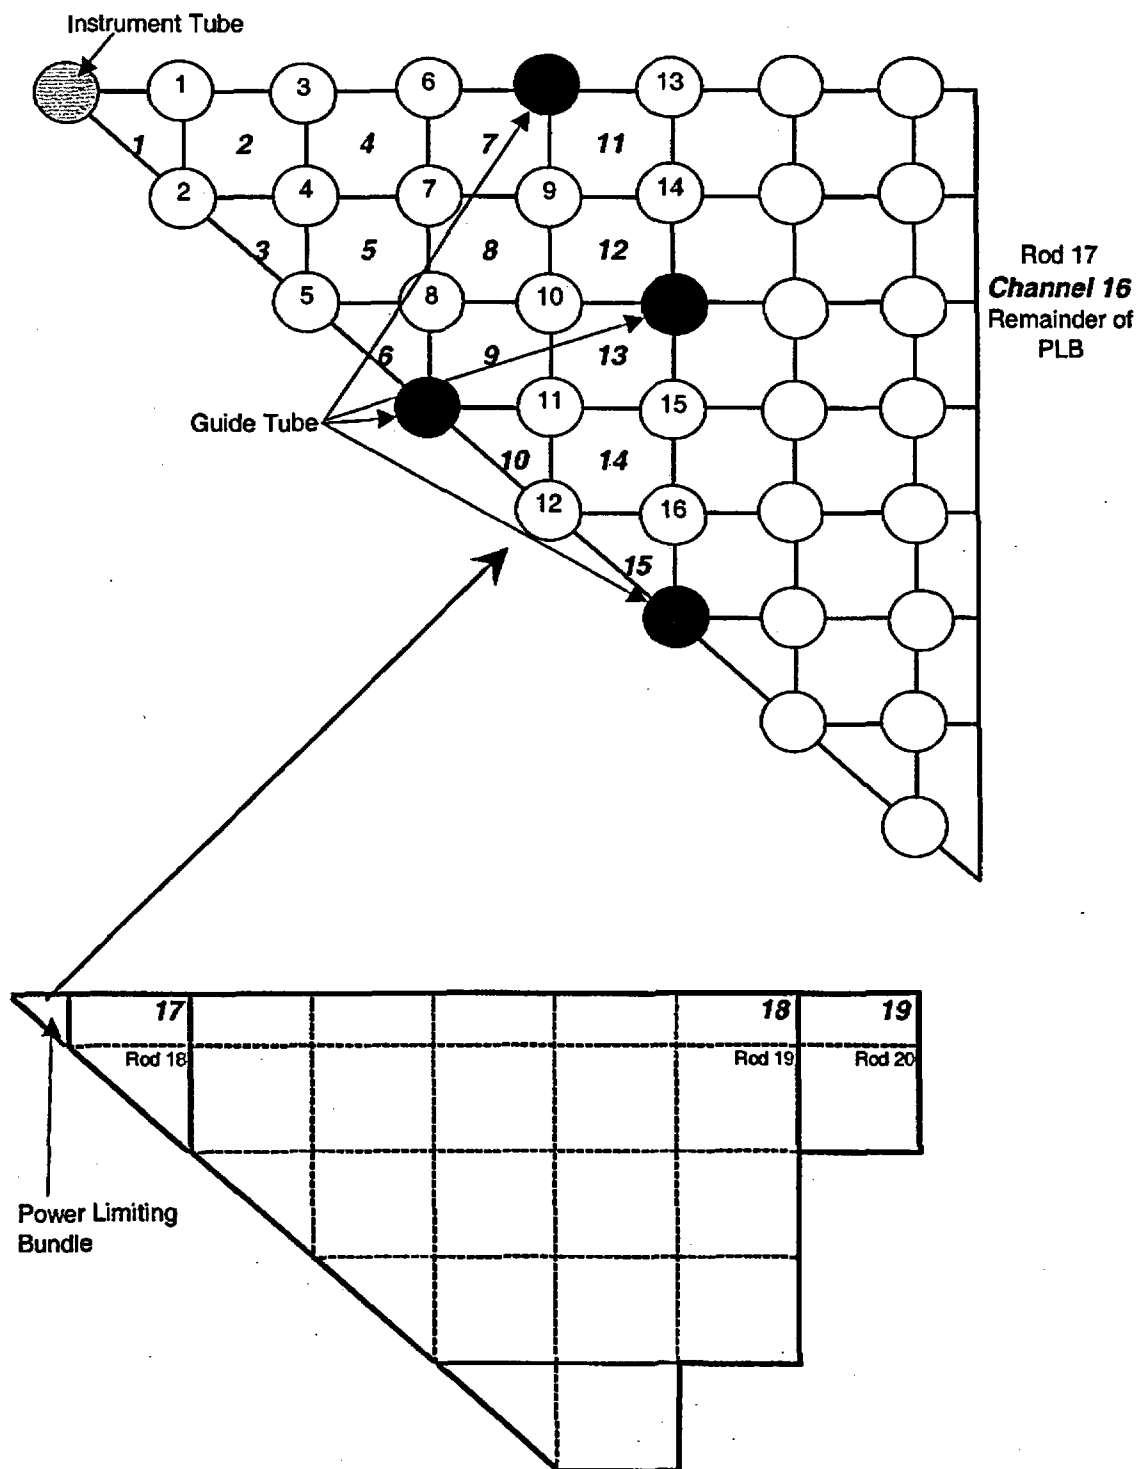 Instrument Tube
1 3 6 13
1 2 4 7 11
2 4 7 9 14
3 5 8 12
5 8 10
Rod 17
Channel 16
Remainder of
PLB
6 9 13
11 15
Guide Tube
10 14
12 16
15
17 18 19
Rod 18 Rod 19 Rod 20
Power Limiting
Bundle